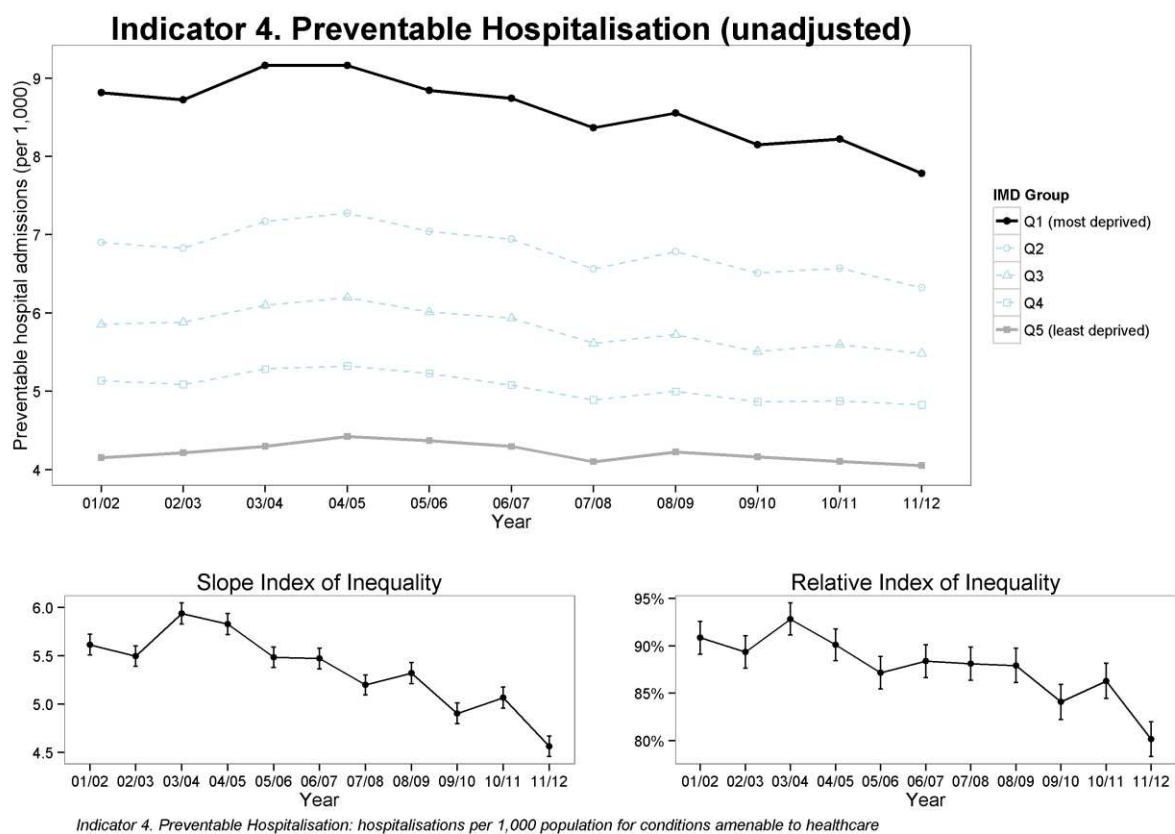 Indicator 4. Preventable Hospitalisation (unadjusted)
Preventable hospital admissions (per 1,000)
9
8
7
6
5
4
01/02 02/03 03/04 04/05 05/06 06/07 07/08 08/09 09/10 10/11 11/12
Year
IMD Group
Q1 (most deprived)
Q2
Q3
Q4
Q5 (least deprived)
Slope Index of Inequality
6.0
5.5
5.0
4.5
01/02 02/03 03/04 04/05 05/06 06/07 07/08 08/09 09/10 10/11 11/12
Year
Relative Index of Inequality
95%
90%
85%
80%
01/02 02/03 03/04 04/05 05/06 06/07 07/08 08/09 09/10 10/11 11/12
Year
Indicator 4. Preventable Hospitalisation: hospitalisations per 1,000 population for conditions amenable to healthcare